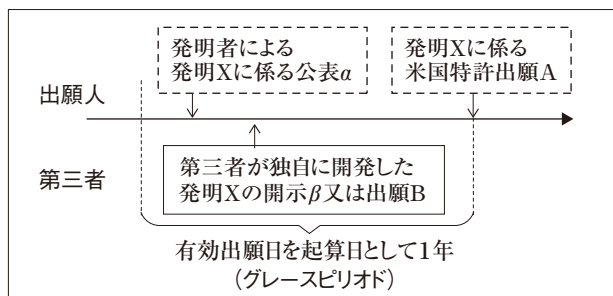 発明者による
発明Xに係る公表α
発明Xに係る
米国特許出願A
出願人
第三者
第三者が独自に開発した
発明Xの開示β又は出願B
有効出願日を起算日として1年
(グレースピリオド)